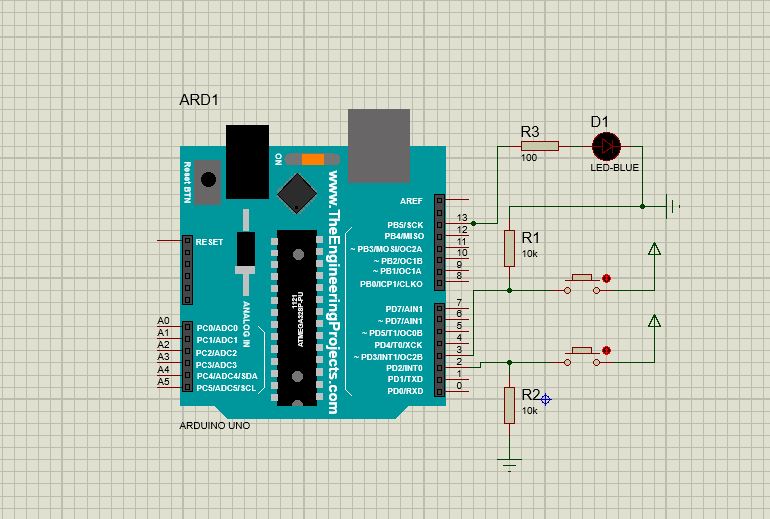 ARD1
ARDUINO UNO
Reset BTN
ON
www.TheEngineeringProjects.com
1121
ATMEGA328P-PU
ANALOG IN
RESET
A0 PC0/ADC0
A1 PC1/ADC1
A2 PC2/ADC2
A3 PC3/ADC3
A4 PC4/ADC4/SDA
A5 PC5/ADC5/SCL
AREF
PB5/SCK 13
PB4/MISO 12
~ PB3/MOSI/OC2A 11
~ PB2/OC1B 10
~ PB1/OC1A 9
PB0/ICP1/CLKO 8
PD7/AIN1 7
~ PD7/AIN1 6
~ PD5/T1/OC0B 5
PD4/T0/XCK 4
~ PD3/INT1/OC2B 3
PD2/INT0 2
PD1/TXD 1
PD0/RXD 0
R3
100
D1
LED-BLUE
R1
10k
R2
10k